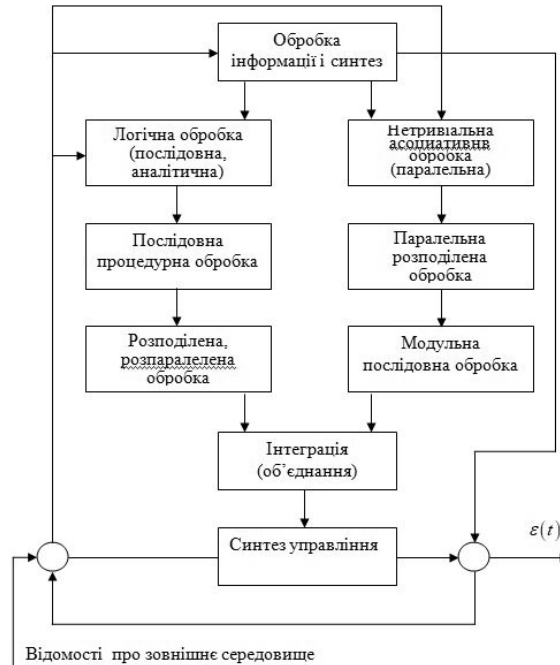 Обробка
інформації і синтез
Логічна обробка
(послідовна,
аналітична)
Нетривіальна
асоциативнв
обробка
(паралельна)
Послідовна
процедурна обробка
Паралельна
розподілена
обробка
Розподілена,
розпаралелена
обробка
Модульна
послідовна обробка
Інтеграція
(об’єднання)
Синтез управління
ε(t)
Відомості про зовнішнє середовище